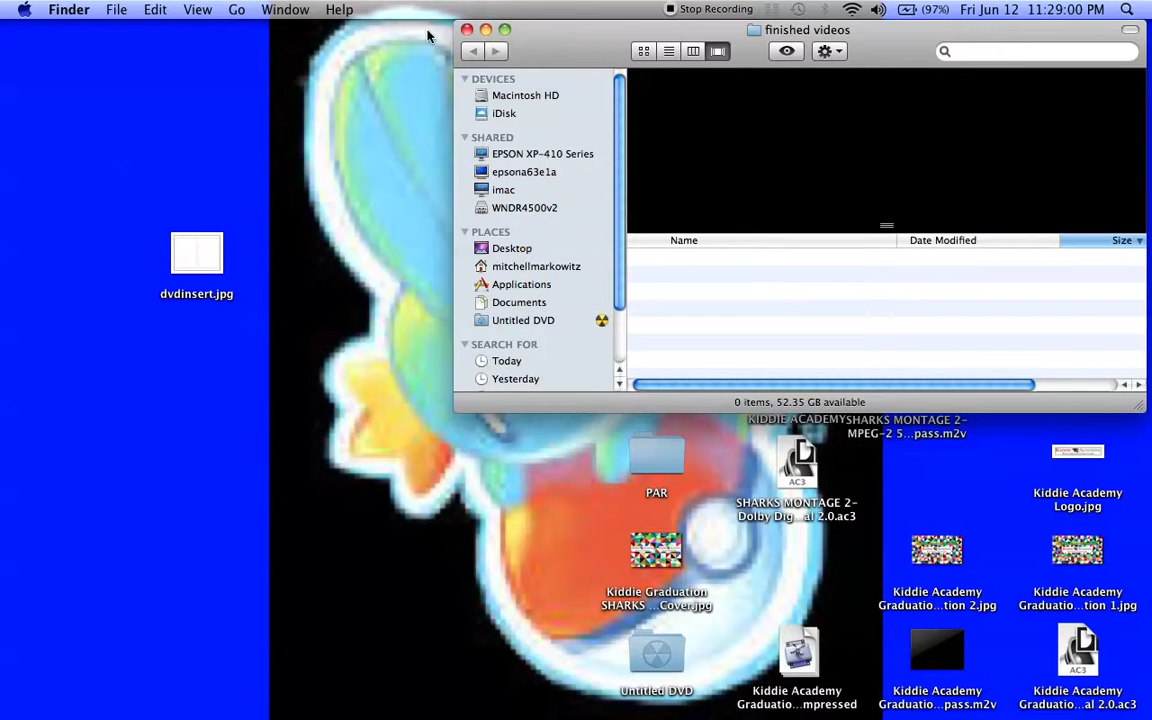 Finder File Edit View Go Window Help
Stop Recording (97%) Fri Jun 12 11:29:00 PM
finished videos
DEVICES
Macintosh HD
iDisk
SHARED
EPSON XP-410 Series
epsona63e1a
imac
WNDR4500v2
PLACES
Desktop
mitchellmarkowitz
Applications
Documents
Untitled DVD
SEARCH FOR
Today
Yesterday
Name Date Modified Size
0 items, 52.35 GB available
dvdinsert.jpg
KIDDIE ACADEMY
SHARKS MONTAGE 2-
MPEG-2 5...pass.m2v
PAR
AC3
SHARKS MONTAGE 2-
Dolby Dig...al 2.0.ac3
Kiddie Academy
Logo.jpg
Kiddie Graduation
SHARKS ...Cover.jpg
Kiddie Academy
Graduatio...tion 2.jpg
Kiddie Academy
Graduatio...tion 1.jpg
Untitled DVD
Kiddie Academy
Graduatio...mpressed
Kiddie Academy
Graduatio...pass.m2v
AC3
Kiddie Academy
Graduatio...al 2.0.ac3